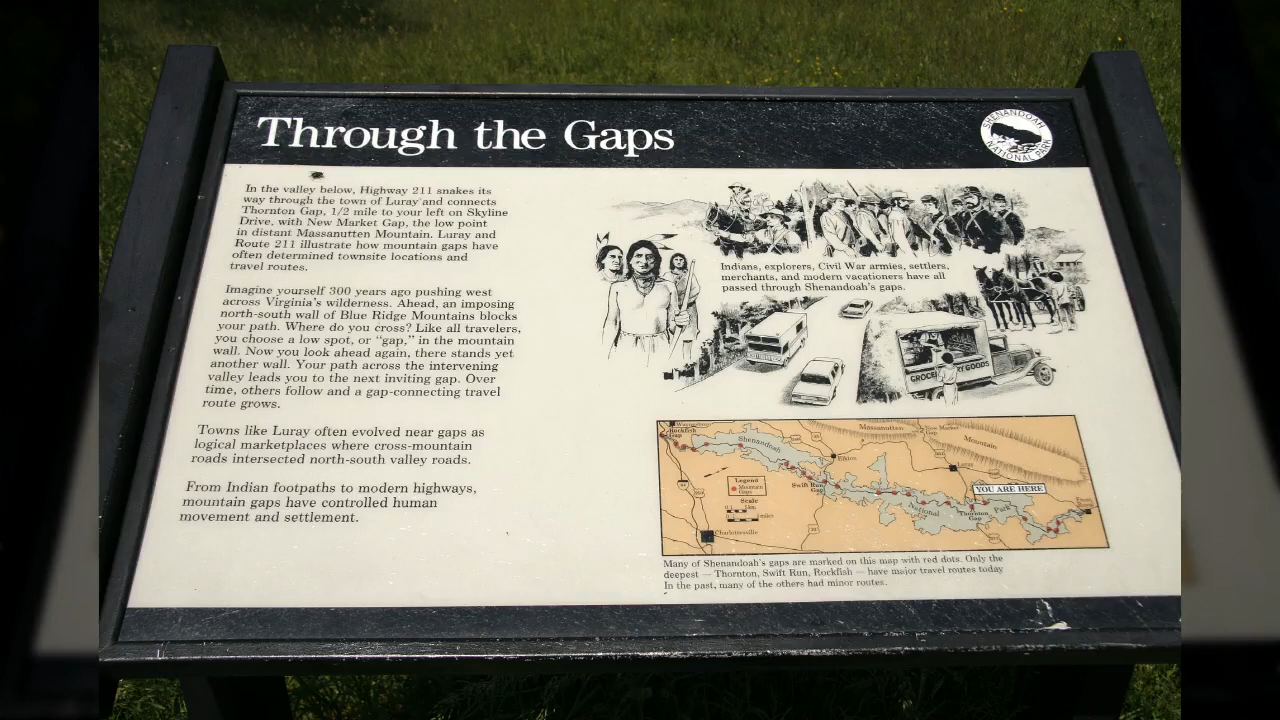 Through the Gaps
SHENANDOAH
NATIONAL PARK
In the valley below, Highway 211 snakes its
way through the town of Luray and connects
Thornton Gap, 1/2 mile to your left on Skyline
Drive, with New Market Gap, the low point
in distant Massanutten Mountain. Luray and
Route 211 illustrate how mountain gaps have
often determined townsite locations and
travel routes.
Imagine yourself 300 years ago pushing west
across Virginia's wilderness. Ahead, an imposing
north-south wall of Blue Ridge Mountains blocks
your path. Where do you cross? Like all travelers,
you choose a low spot, or "gap," in the mountain
wall. Now you look ahead again, there stands yet
another wall. Your path across the intervening
valley leads you to the next inviting gap. Over
time, others follow and a gap-connecting travel
route grows.
Towns like Luray often evolved near gaps as
logical marketplaces where cross-mountain
roads intersected north-south valley roads.
From Indian footpaths to modern highways,
mountain gaps have controlled human
movement and settlement.
Indians, explorers, Civil War armies, settlers,
merchants, and modern vacationers have all
passed through Shenandoah's gaps.
GOODS
Rockfish
Gap
Shenandoah
Massanutten
New Market
Gap
Mountain
Elkton
Luray
Legend
Mountain
Gaps
Scale
Swift Run
Gap
YOU ARE HERE
National
Park
Thornton
Gap
Charlottesville
Many of Shenandoah's gaps are marked on this map with red dots. Only the
deepest — Thornton, Swift Run, Rockfish — have major travel routes today
In the past, many of the others had minor routes.